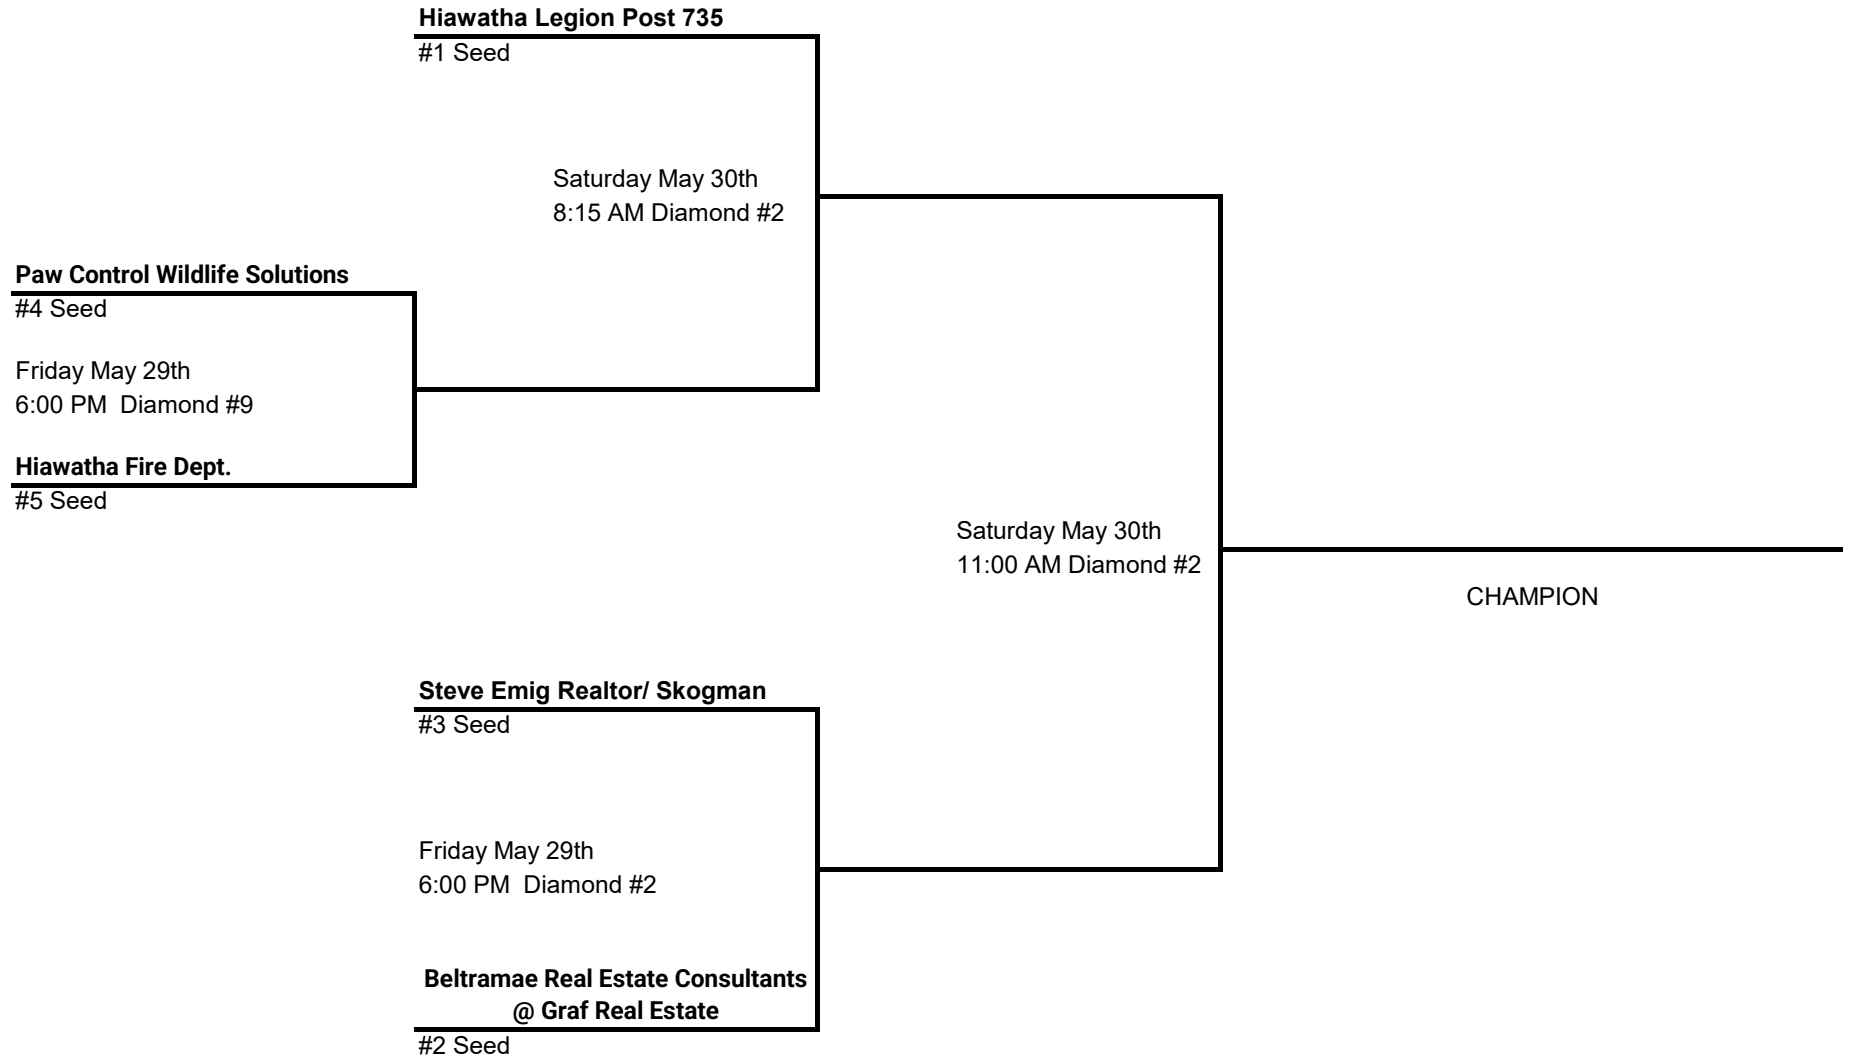 Hiawatha Legion Post 735
#1 Seed
Saturday May 30th
8:15 AM Diamond #2
Paw Control Wildlife Solutions
#4 Seed
Friday May 29th
6:00 PM  Diamond #9
Hiawatha Fire Dept.
#5 Seed
Saturday May 30th
11:00 AM Diamond #2
CHAMPION
Steve Emig Realtor/ Skogman
#3 Seed
Friday May 29th
6:00 PM  Diamond #2
Beltramae Real Estate Consultants
@ Graf Real Estate
#2 Seed